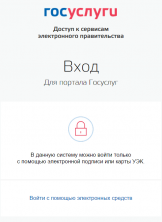 госуслуги
Доступ к сервисам
электронного правительства
Вход
Для портала Госуслуг
В данную систему можно войти только
с помощью электронной подписи или карты УЭК
Войти с помощью электронных средств